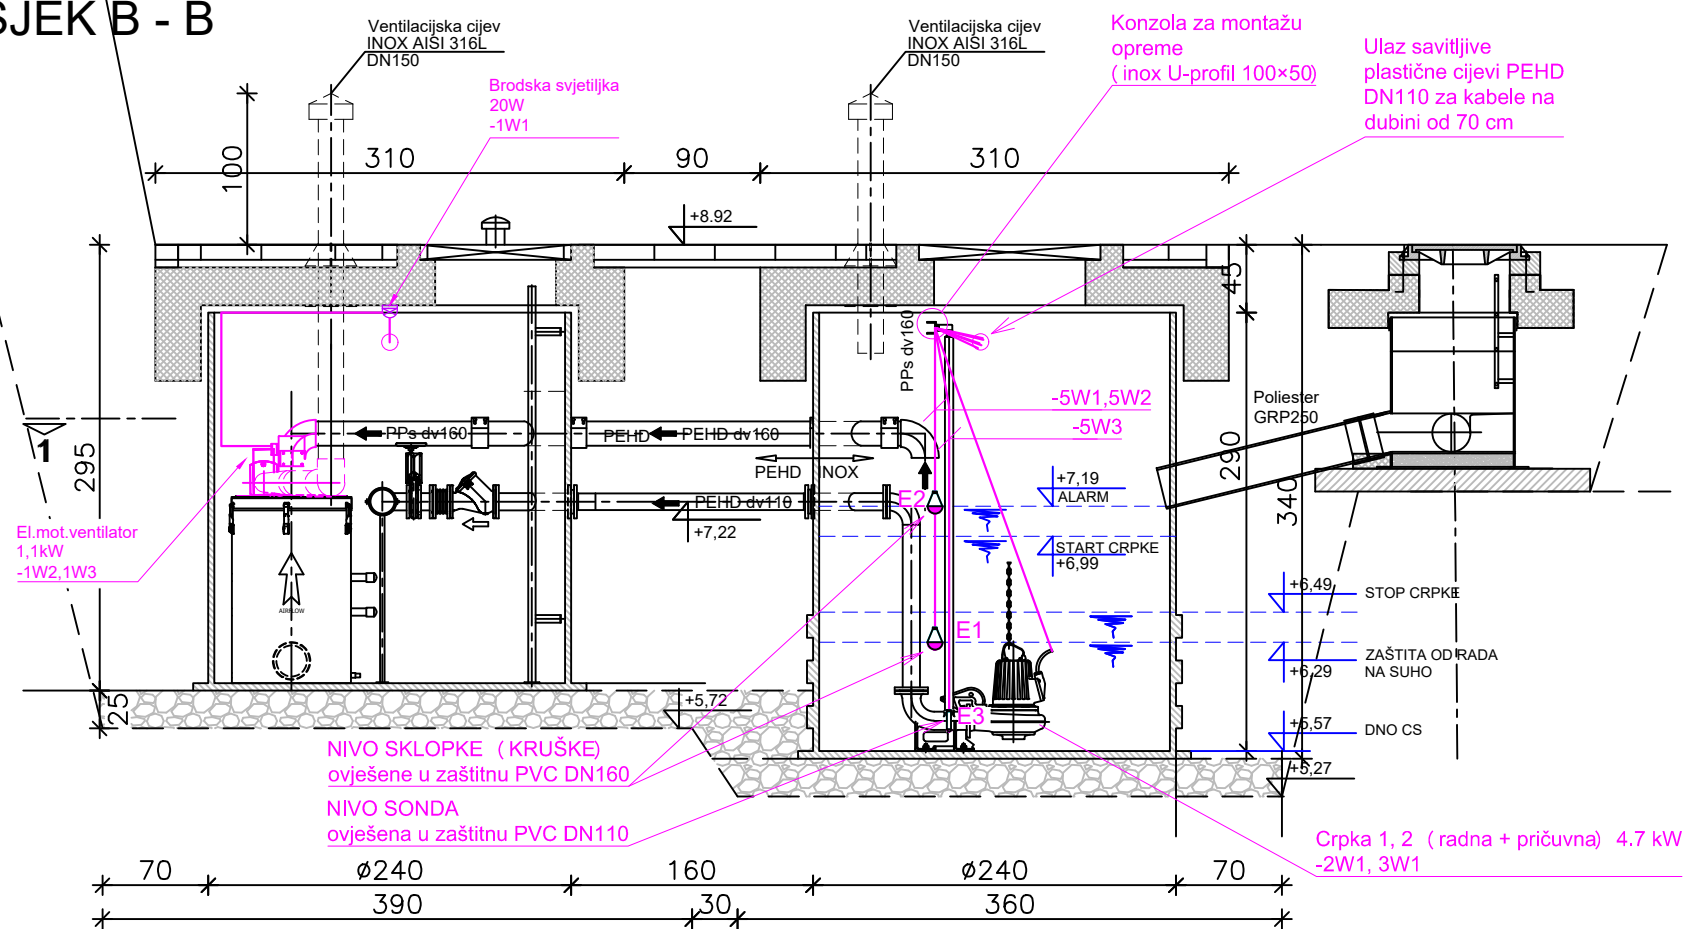 SJEK B - B
Ventilacijska cijev
INOX AISI 316L
DN150
Brodska svjetiljka
20W
-1W1
Ventilacijska cijev
INOX AISI 316L
DN150
Konzola za montažu
opreme
( inox U-profil 100×50)
Ulaz savitljive
plastične cijevi PEHD
DN110 za kabele na
dubini od 70 cm
100
310
90
310
+8.92
45
PPs dv160
-5W1,5W2
-5W3
Poliester
GRP250
1
295
PPs dv160
PEHD
PEHD dv160
PEHD
INOX
290
340
+7,19
ALARM
E2
PEHD dv110
+7,22
START CRPKE
+6,99
El.mot.ventilator
1,1kW
-1W2,1W3
AIRFLOW
+6,49
STOP CRPKE
E1
ZAŠTITA OD RADA
NA SUHO
+6,29
25
+5,72
E3
+5,57
DNO CS
+5,27
NIVO SKLOPKE ( KRUŠKE)
ovješene u zaštitnu PVC DN160
NIVO SONDA
ovješena u zaštitnu PVC DN110
Crpka 1, 2 ( radna + pričuvna) 4.7 kW
-2W1, 3W1
70
ø240
160
ø240
70
390
30
360